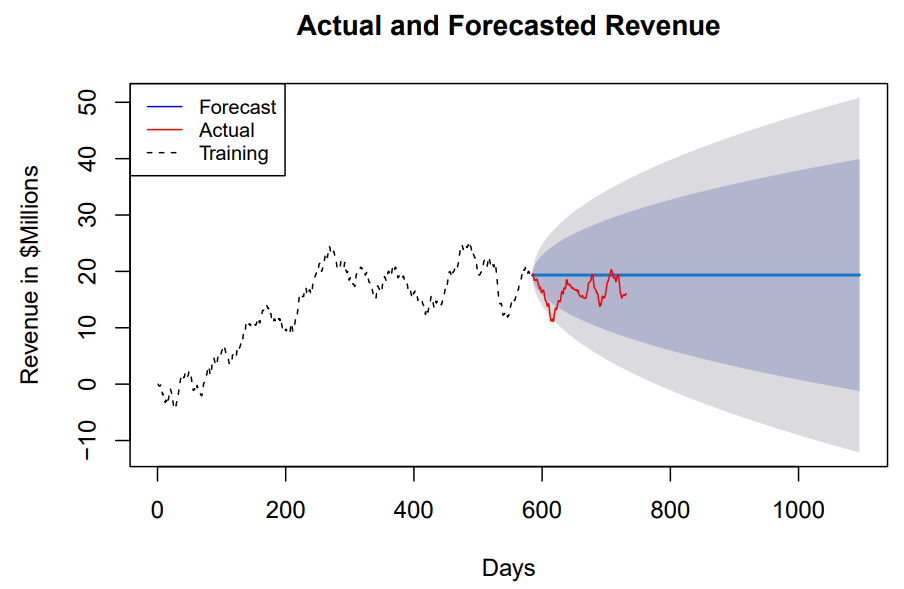 Actual and Forecasted Revenue
Forecast
Actual
Training
Revenue in $Millions
50
40
30
20
10
0
−10
0 200 400 600 800 1000
Days